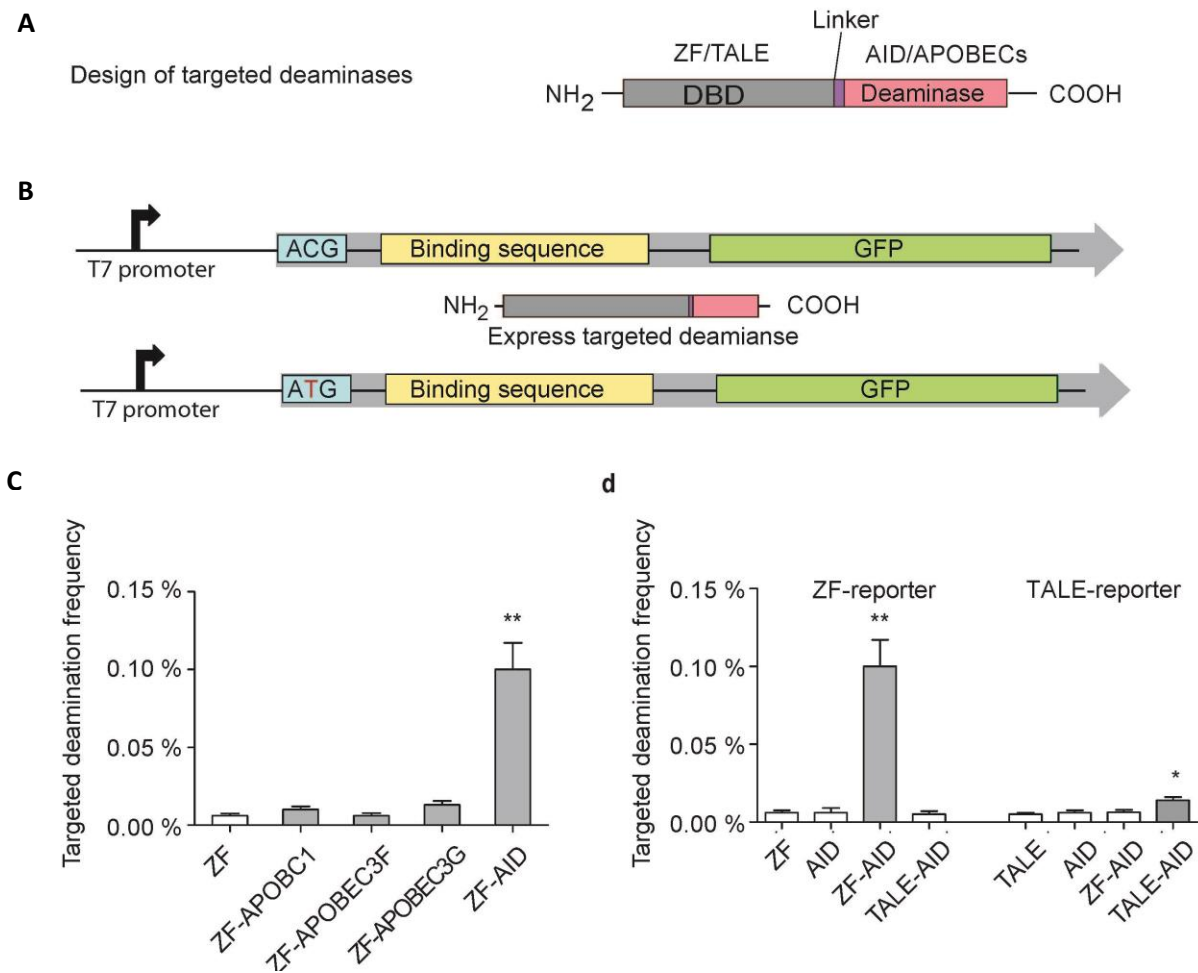 A
Design of targeted deaminases
Linker
ZF/TALE
AID/APOBECs
NH2
DBD
Deaminase
COOH
B
ACG
Binding sequence
GFP
T7 promoter
NH2
COOH
Express targeted deamianse
ATG
Binding sequence
GFP
T7 promoter
C
Targeted deamination frequency
0.15 %
0.10 %
0.05 %
0.00 %
**
ZF
ZF-APOBC1
ZF-APOBEC3F
ZF-APOBEC3G
ZF-AID
d
Targeted deamination frequency
0.15 %
0.10 %
0.05 %
0.00 %
ZF-reporter
TALE-reporter
**
*
ZF
AID
ZF-AID
TALE-AID
TALE
AID
ZF-AID
TALE-AID